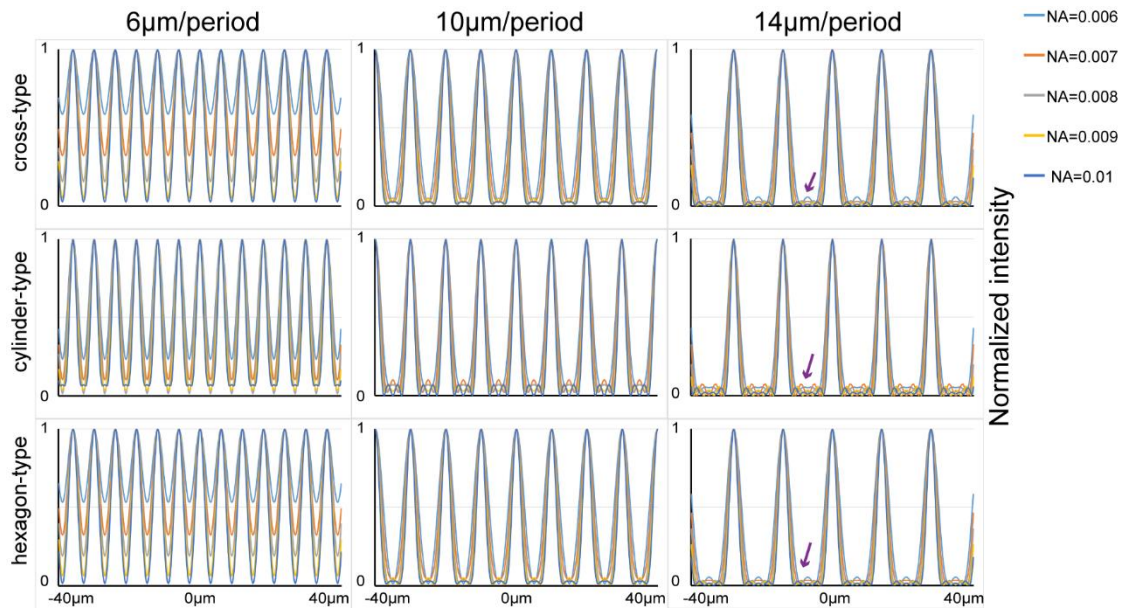 6μm/period 10μm/period 14μm/period
NA=0.006
NA=0.007
NA=0.008
NA=0.009
NA=0.01
Normalized intensity
cross-type
1
0
cylinder-type
1
0
hexagon-type
1
0
1
0
1
0
1
0
1
0
1
0
1
0
-40μm 0μm 40μm
-40μm 0μm 40μm
-40μm 0μm 40μm